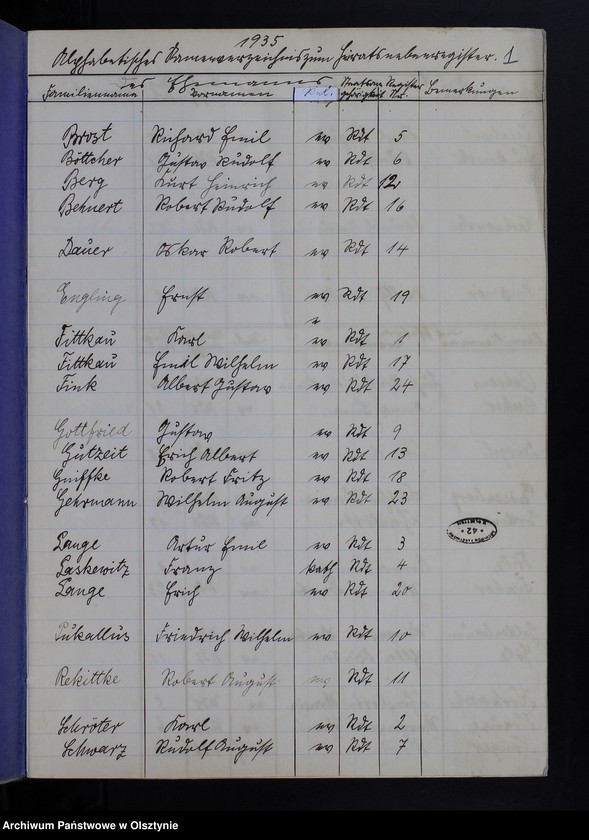 1935
Alphabetisches Namenverzeichnis zum Heiratsnebenregister. 1
des Ehemanns
Familienname Vornamen Rel. Staatsangehörigkeit Register Nr. Bemerkungen
Brozt Richard Emil ev Rdt 5
Böttcher Gustav Rudolf ev Rdt 6
Berg Kurt Heinrich ev Rdt 12
Behnert Robert Rudolf ev Rdt 16
Dauer Oskar Robert ev Rdt 14
Engling Ernst ev Rdt 19
Fittkau Karl ev Rdt 1
Fittkau Emil Wilhelm ev Rdt 17
Fink Albert Gustav ev Rdt 24
Gottfried Gustav ev Rdt 9
Gutzeit Erich Albert ev Rdt 13
Gniffke Robert Fritz ev Rdt 18
Gehrmann Wilhelm August ev Rdt 23
Lange Artur Emil ev Rdt 3
Laskewitz Franz kath Rdt 4
Lange Erich ev Rdt 20
Pukallus Friedrich Wilhelm ev Rdt 10
Rekittke Robert August ev Rdt 11
Schröter Karl ev Rdt 2
Schwarz Rudolf August ev Rdt 7
* 42 *
Archiwum Państwowe w Olsztynie